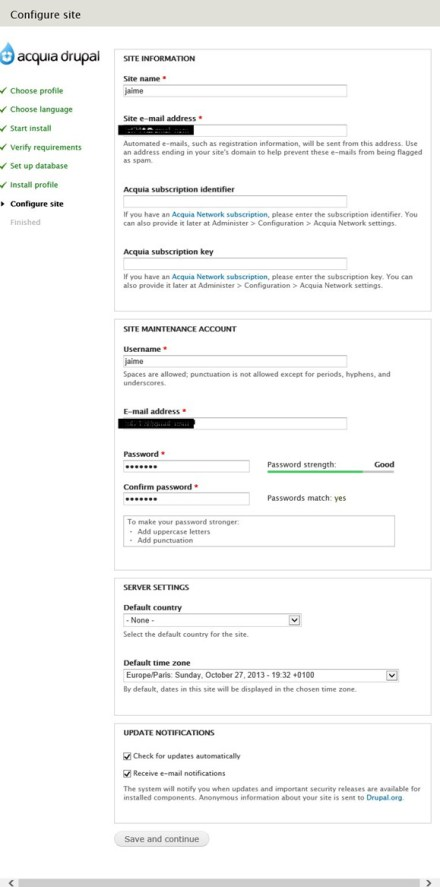 Configure site
acquia drupal
Choose profile
Choose language
Start install
Verify requirements
Set up database
Install profile
Configure site
Finished
SITE INFORMATION
Site name *
jaime
Site e-mail address *
Automated e-mails, such as registration information, will be sent from this address. Use
an address ending in your site's domain to help prevent these e-mails from being flagged
as spam.
Acquia subscription identifier
If you have an Acquia Network subscription, please enter the subscription identifier. You
can also provide it later at Administer > Configuration > Acquia Network settings.
Acquia subscription key
If you have an Acquia Network subscription, please enter the subscription key. You can
also provide it later at Administer > Configuration > Acquia Network settings.
SITE MAINTENANCE ACCOUNT
Username *
jaime
Spaces are allowed; punctuation is not allowed except for periods, hyphens, and
underscores.
E-mail address *
Password *
•••••••
Password strength: Good
Confirm password *
•••••••
Passwords match: yes
To make your password stronger:
• Add uppercase letters
• Add punctuation
SERVER SETTINGS
Default country
- None -
Select the default country for the site.
Default time zone
Europe/Paris: Sunday, October 27, 2013 - 19:32 +0100
By default, dates in this site will be displayed in the chosen time zone.
UPDATE NOTIFICATIONS
Check for updates automatically
Receive e-mail notifications
The system will notify you when updates and important security releases are available for
installed components. Anonymous information about your site is sent to Drupal.org.
Save and continue